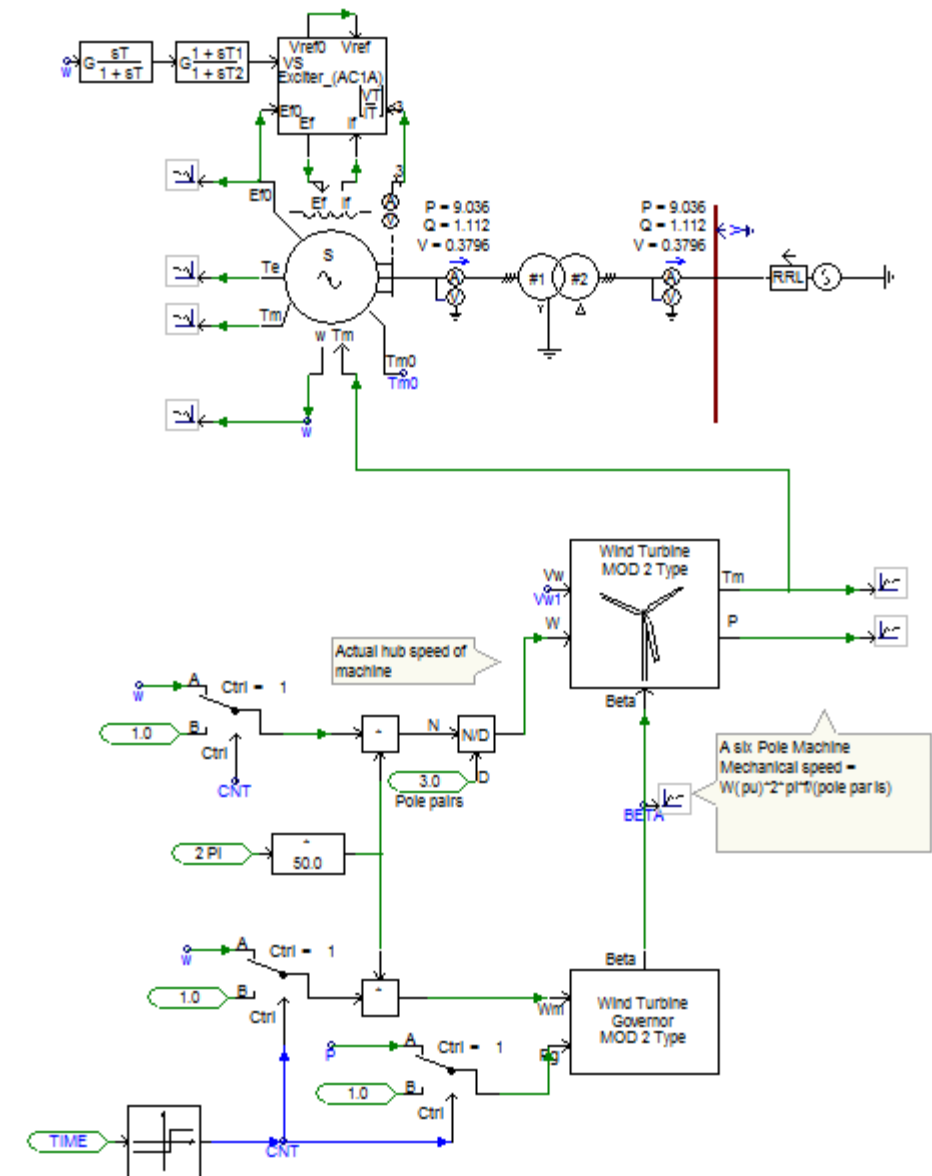 Vref0 Vref
w
G sT
1 + sT
G 1 + sT1
1 + sT2
VS
Exciter_(AC1A)
VT
IT
3
Ef0
Ef If
3
Ef0
Ef If
A
V
P = 9.036
Q = 1.112
V = 0.3796
P = 9.036
Q = 1.112
V = 0.3796
S
Te
Tm
w Tm
Tm0
Tm0
w
A
V
#1 #2
Y Δ
A
V
RRL
Wind Turbine
MOD 2 Type
Vw
Vw1
W
Tm
P
Beta
Actual hub speed of
machine
A Ctrl = 1
w
1.0 B
Ctrl
CNT
*
N
N/D
3.0 D
Pole pairs
A six Pole Machine
Mechanical speed =
W(pu)*2*pi*f/(pole paris)
BETA
2 PI
*
50.0
A Ctrl = 1
w
1.0 B
Ctrl
*
Beta
Wm
Wind Turbine
Governor
MOD 2 Type
Pg
A Ctrl = 1
P
1.0 B
Ctrl
TIME
CNT